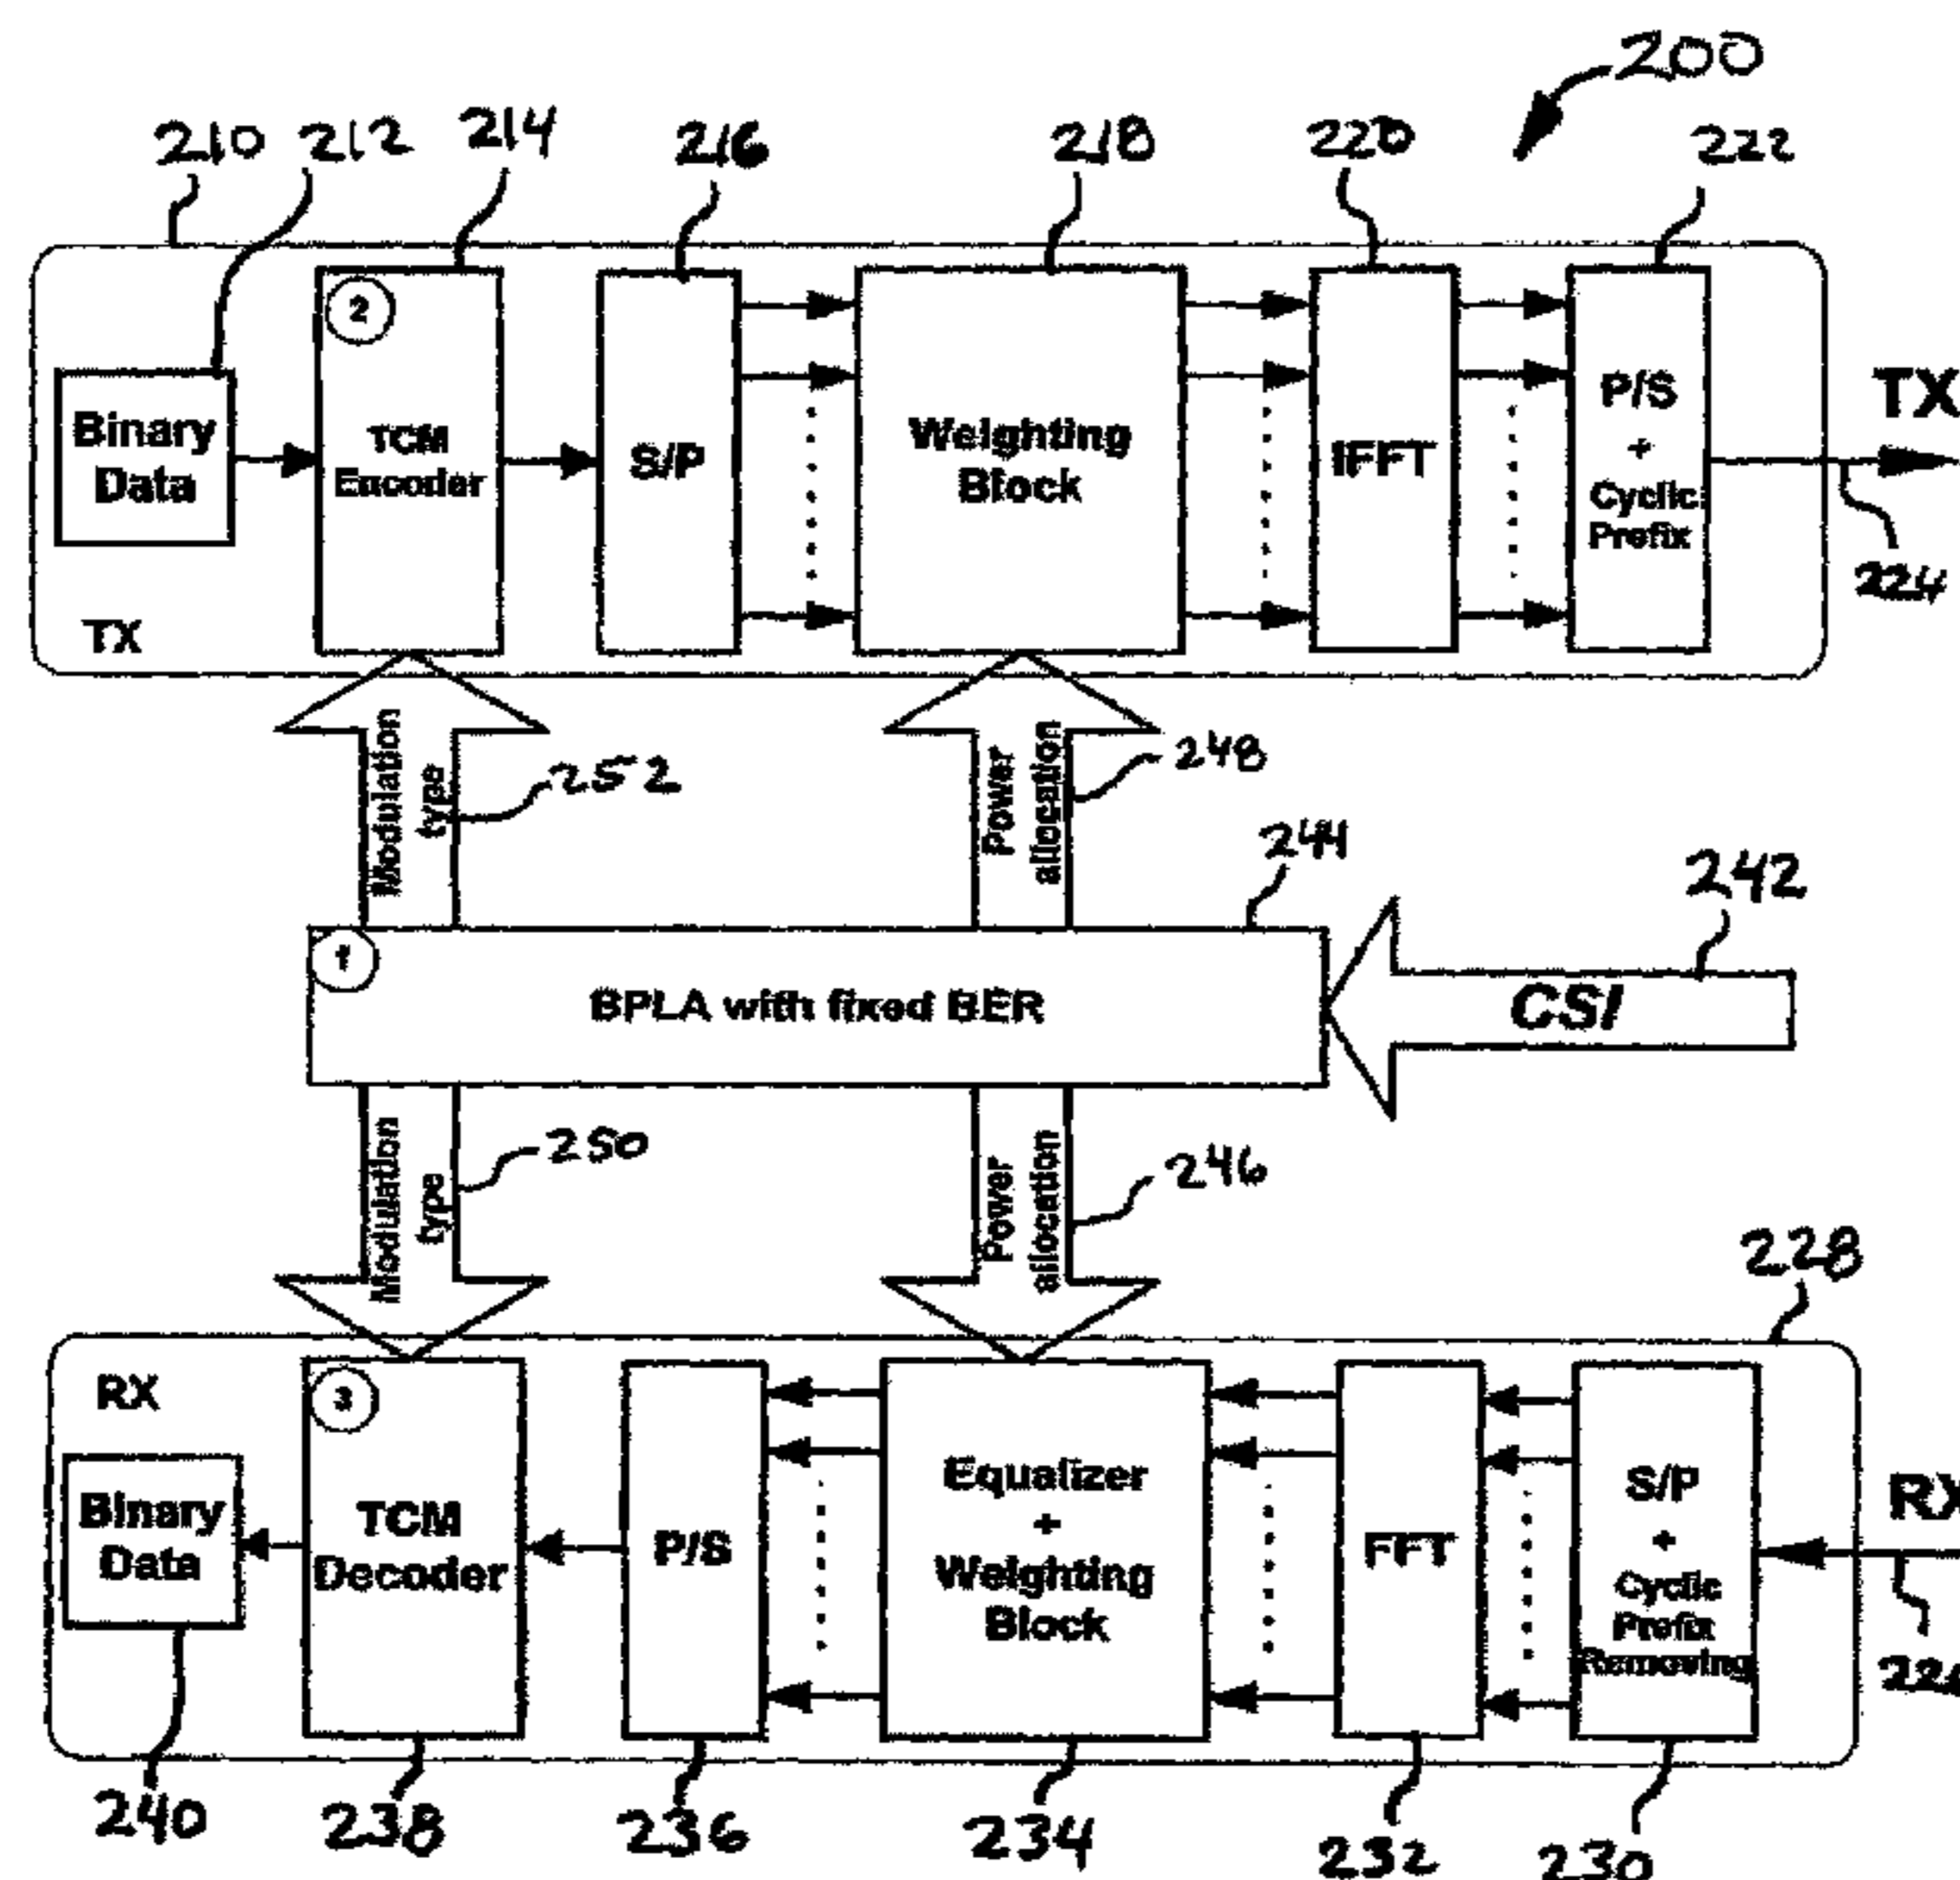 200
210 212 214 216 218 220 222
2
Binary
Data
TCM
Encoder
S/P
Weighting
Block
IFFT
P/S
+
Cyclic
Prefix
TX
TX
224
Modulation
type
252
Power
allocation
248
244
242
1
BPLA with fixed BER
CSI
Modulation
type
250
Power
allocation
246
228
RX
3
Binary
Data
TCM
Decoder
P/S
Equalizer
+
Weighting
Block
FFT
S/P
+
Cyclic
Prefix
Removing
RX
240 238 236 234 232 230